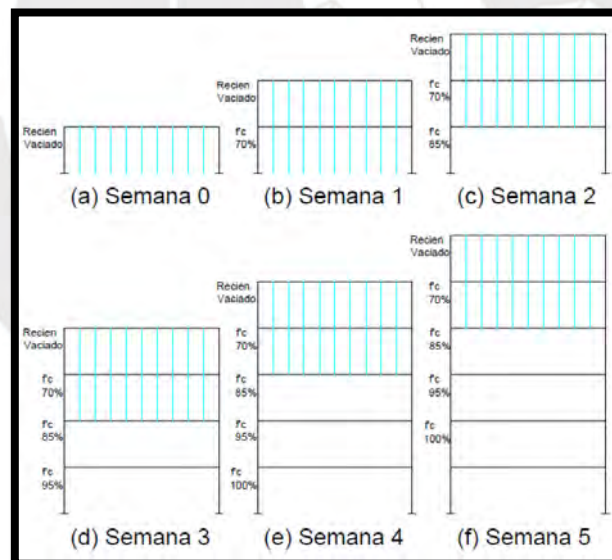 Recien
Vaciado
(a) Semana 0
Recien
Vaciado
f'c
70%
(b) Semana 1
Recien
Vaciado
f'c
70%
f'c
85%
(c) Semana 2
Recien
Vaciado
f'c
70%
f'c
85%
f'c
95%
(d) Semana 3
Recien
Vaciado
f'c
70%
f'c
85%
f'c
95%
f'c
100%
(e) Semana 4
Recien
Vaciado
f'c
70%
f'c
85%
f'c
95%
f'c
100%
(f) Semana 5